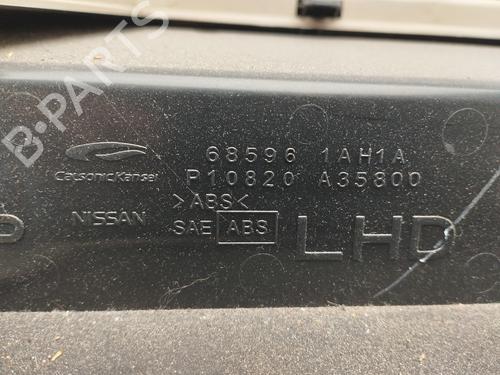 B-PARTS
68596 1AH1A
CalsonicKansei
P10820 A35800
>ABS<
NISSAN
SAE ABS
LHD